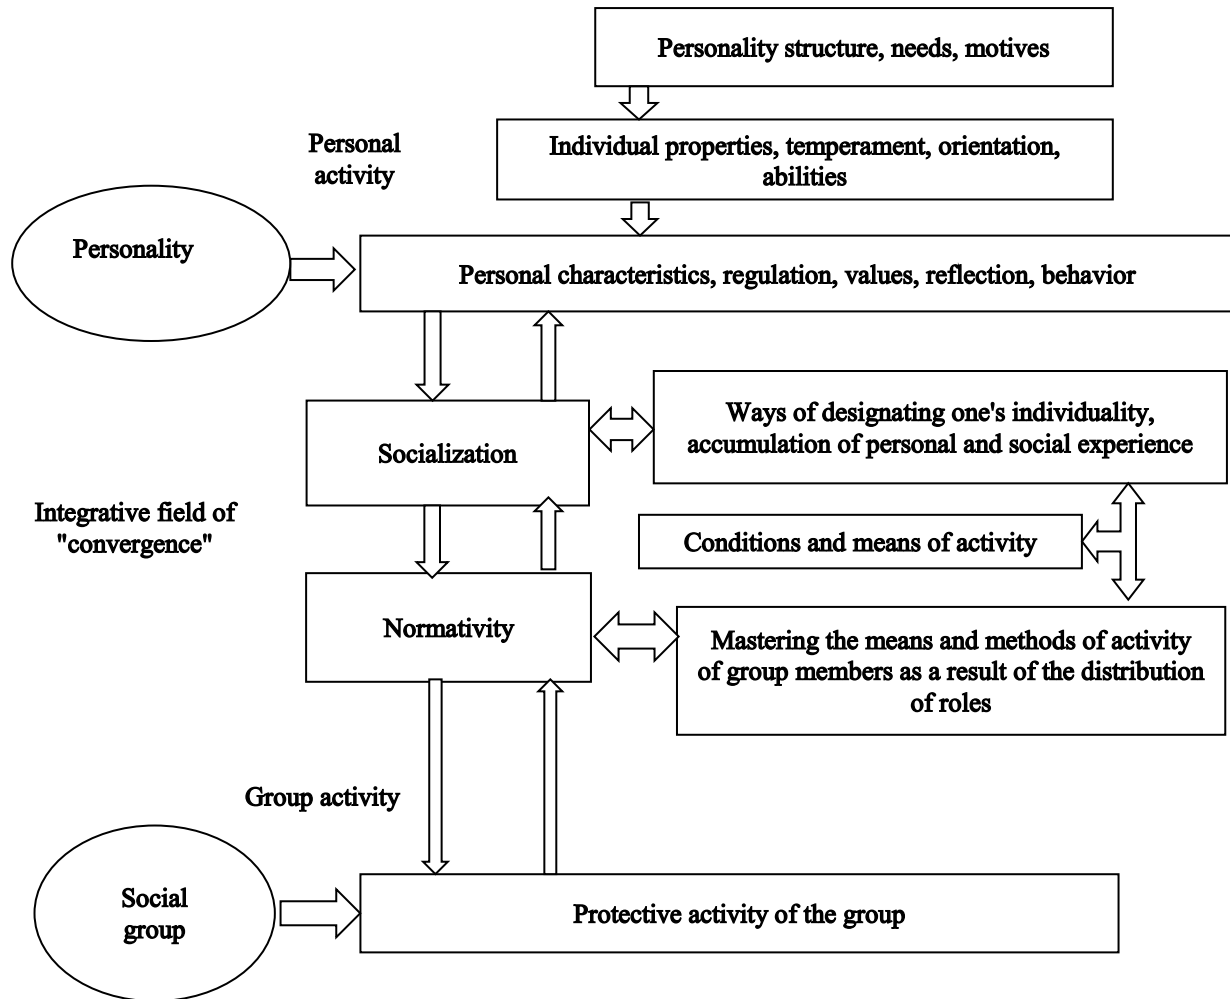 Personality structure, needs, motives
Personal
activity
Individual properties, temperament, orientation,
abilities
Personality
Personal characteristics, regulation, values, reflection, behavior
Ways of designating one's individuality,
accumulation of personal and social experience
Socialization
Integrative field of
"convergence"
Conditions and means of activity
Normativity
Mastering the means and methods of activity
of group members as a result of the distribution
of roles
Group activity
Social
group
Protective activity of the group